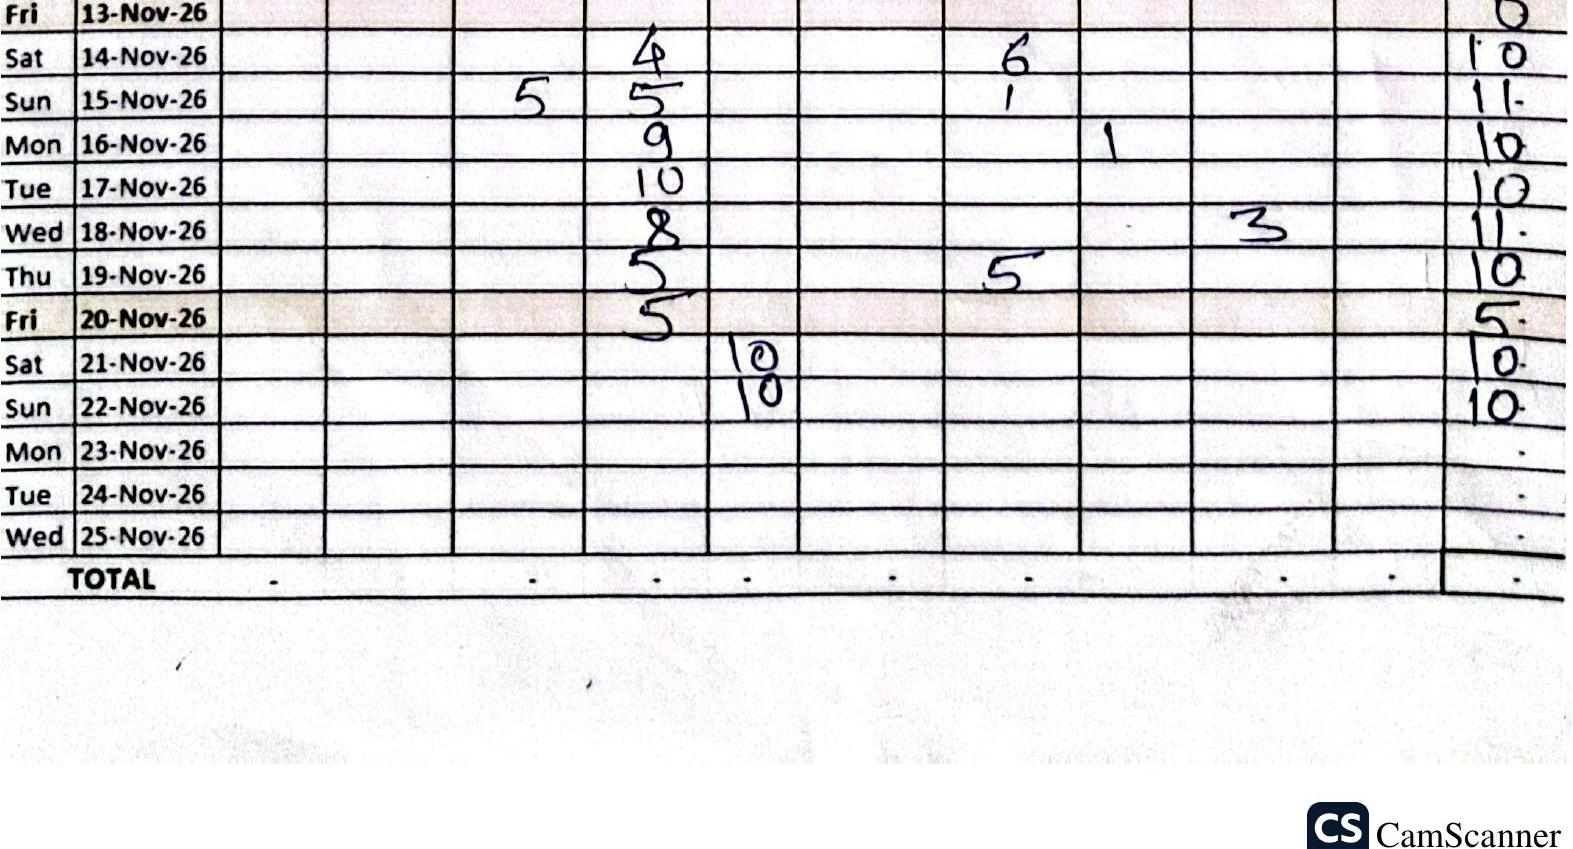 Fri 13-Nov-26 0
Sat 14-Nov-26 4 6 10
Sun 15-Nov-26 5 5 1 11-
Mon 16-Nov-26 9 1 10
Tue 17-Nov-26 10 10
Wed 18-Nov-26 8 3 11-
Thu 19-Nov-26 5 5 10
Fri 20-Nov-26 5 5-
Sat 21-Nov-26 10 10-
Sun 22-Nov-26 10 10-
Mon 23-Nov-26 -
Tue 24-Nov-26 -
Wed 25-Nov-26 -
TOTAL - - - - - - - - -
CS CamScanner